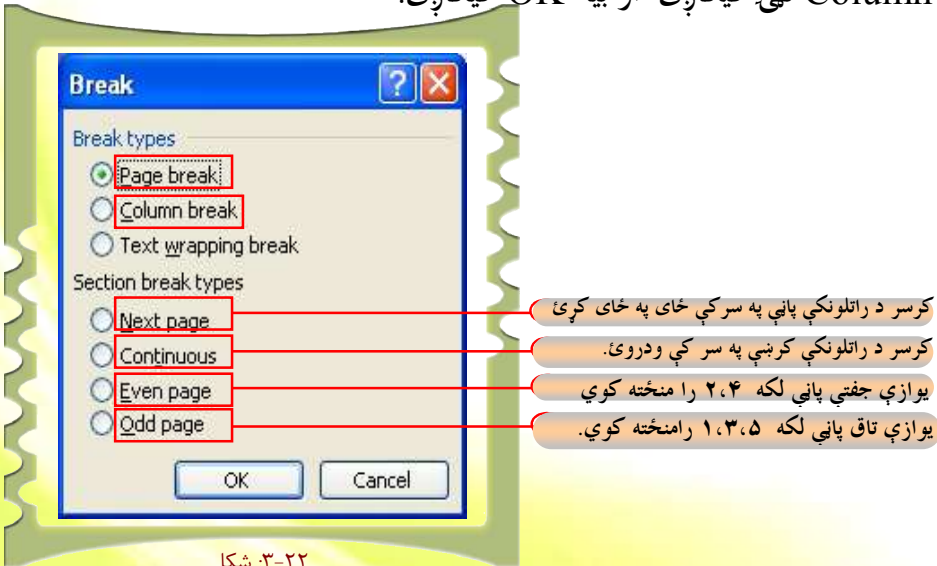 Column
OK
Break
Break types
Page break
Column break
Text wrapping break
Section break types
Next page
کرسر د راتلونکې پاڼې په سرکې ځای په ځای کړئ
Continuous
کرسر د راتلونکې کرښې په سر کې ودروئ.
Even page
یوازې جفتې پاڼې لکه ۲،۴ را منځته کوي
Odd page
یوازې تاق پاڼې لکه ۱،۳،۵ رامنځته کوي.
OK Cancel
۳-۲۲: شکل